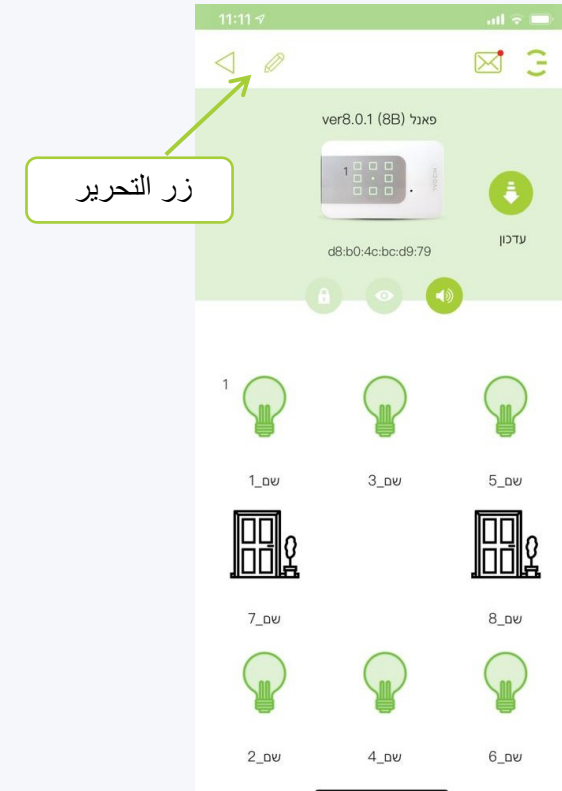 11:11
פאנל ver8.0.1 (8B)
1
زر التحرير
עדכון
d8:b0:4c:bc:d9:79
1
שם_1
שם_3
שם_5
שם_7
שם_8
שם_2
שם_4
שם_6